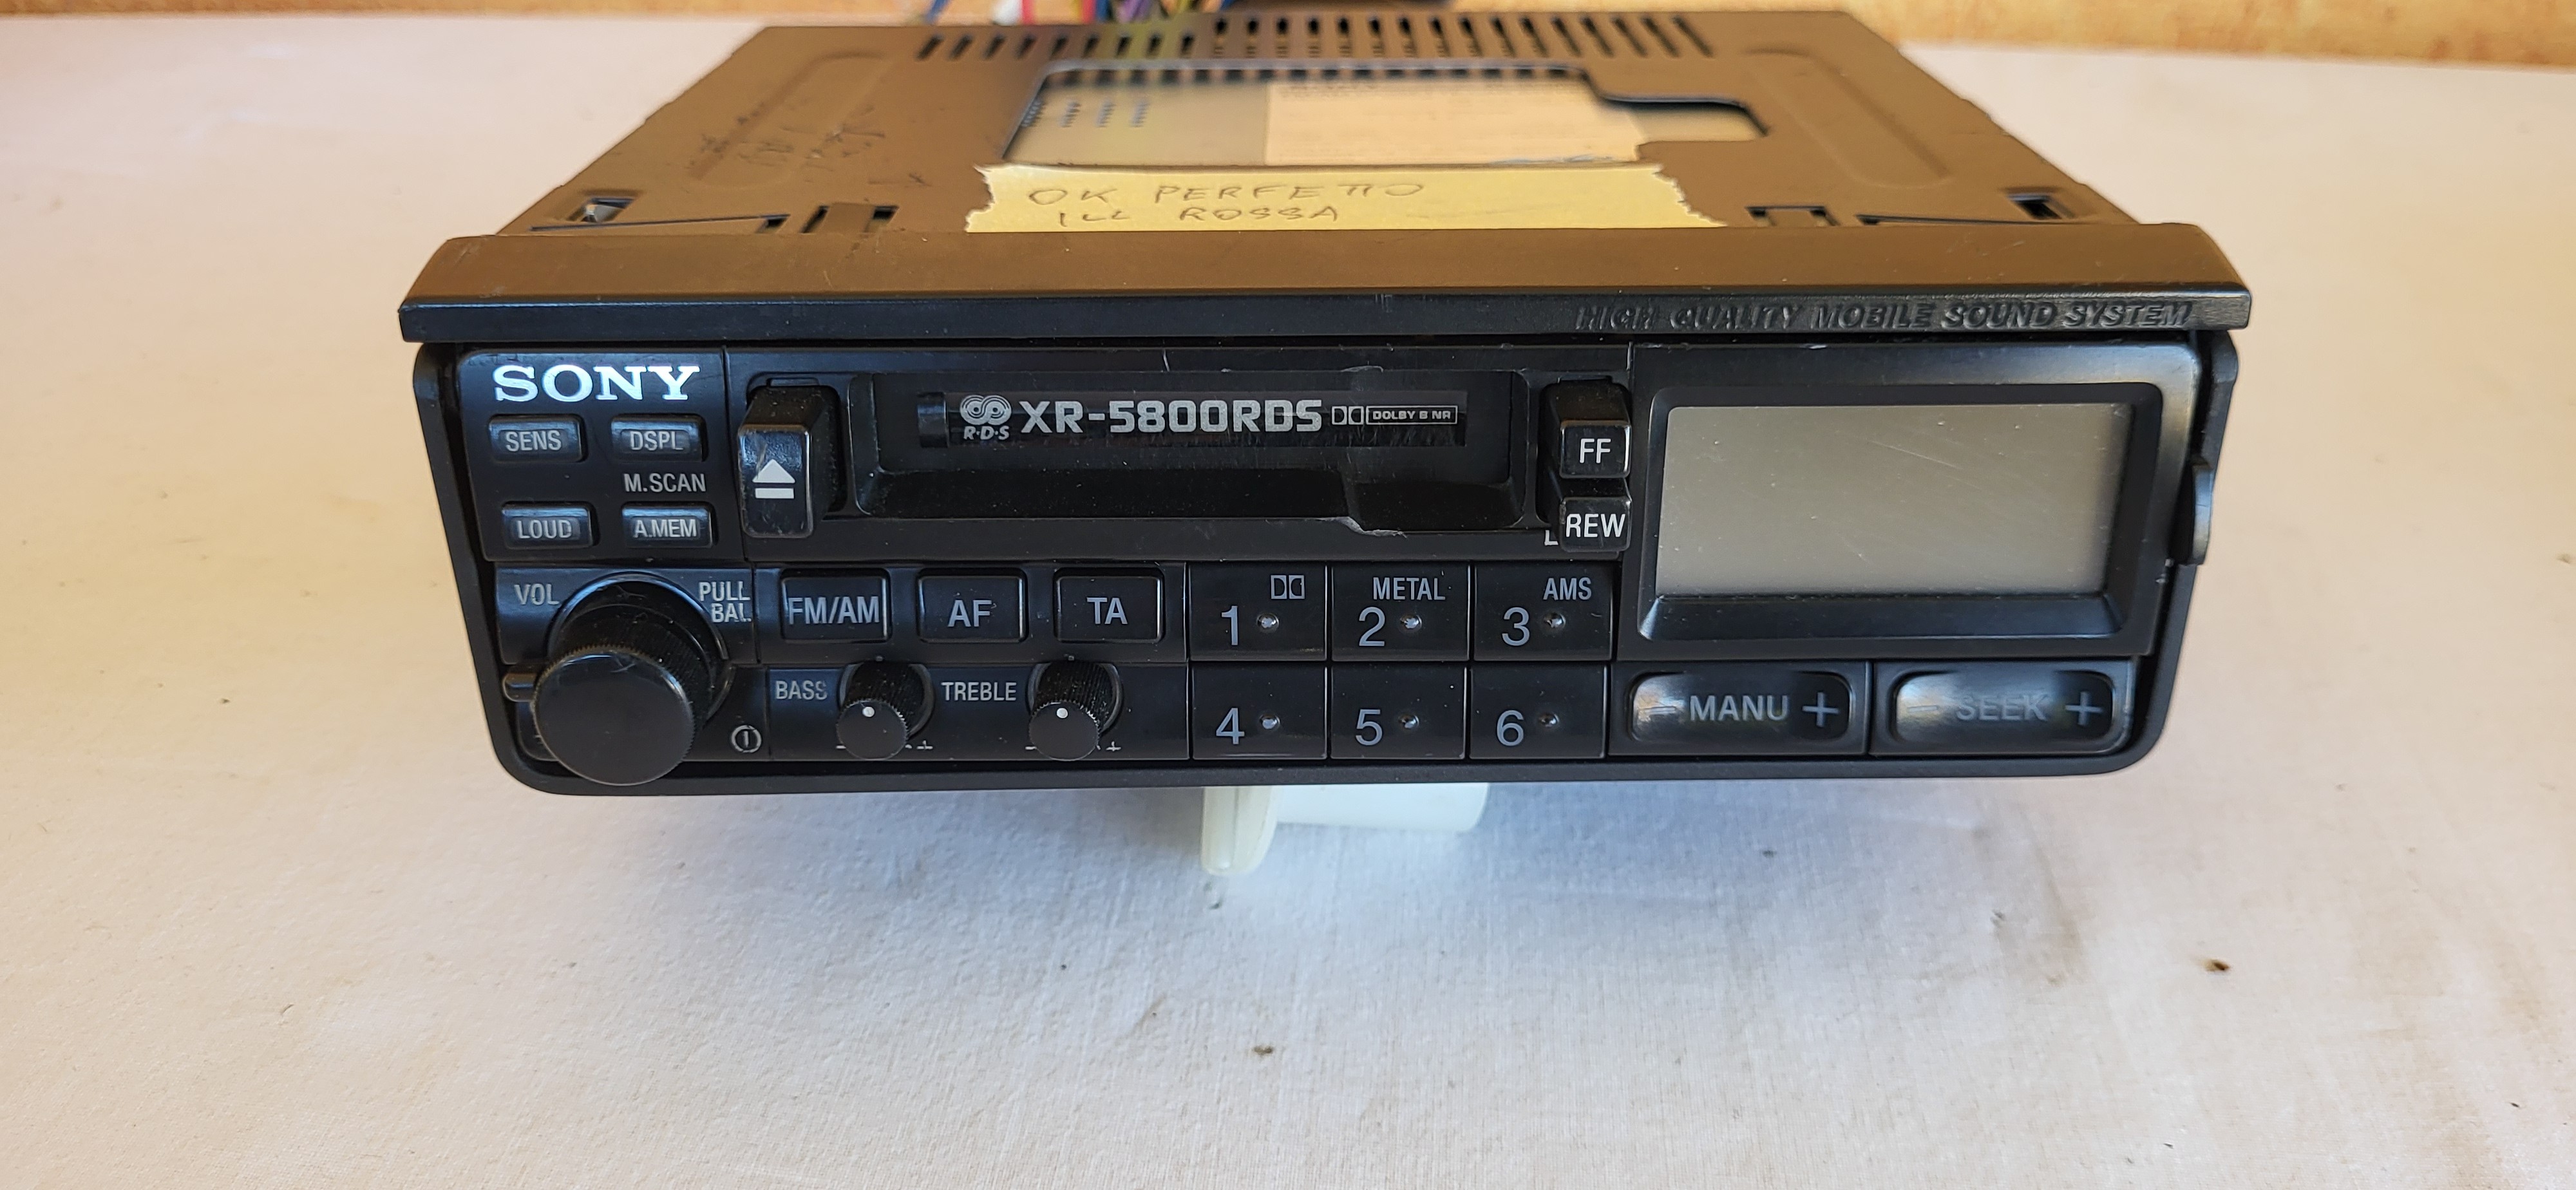 OK PERFETTO
ILL ROSSA
HIGH QUALITY MOBILE SOUND SYSTEM
SONY
SENS DSPL
M.SCAN
LOUD A.MEM
R·D·S XR-5800RDS DOLBY B NR
FF
REW
VOL PULL BAL
FM/AM AF TA
1 2 METAL 3 AMS
BASS - + TREBLE - +
4 5 6
- MANU + - SEEK +